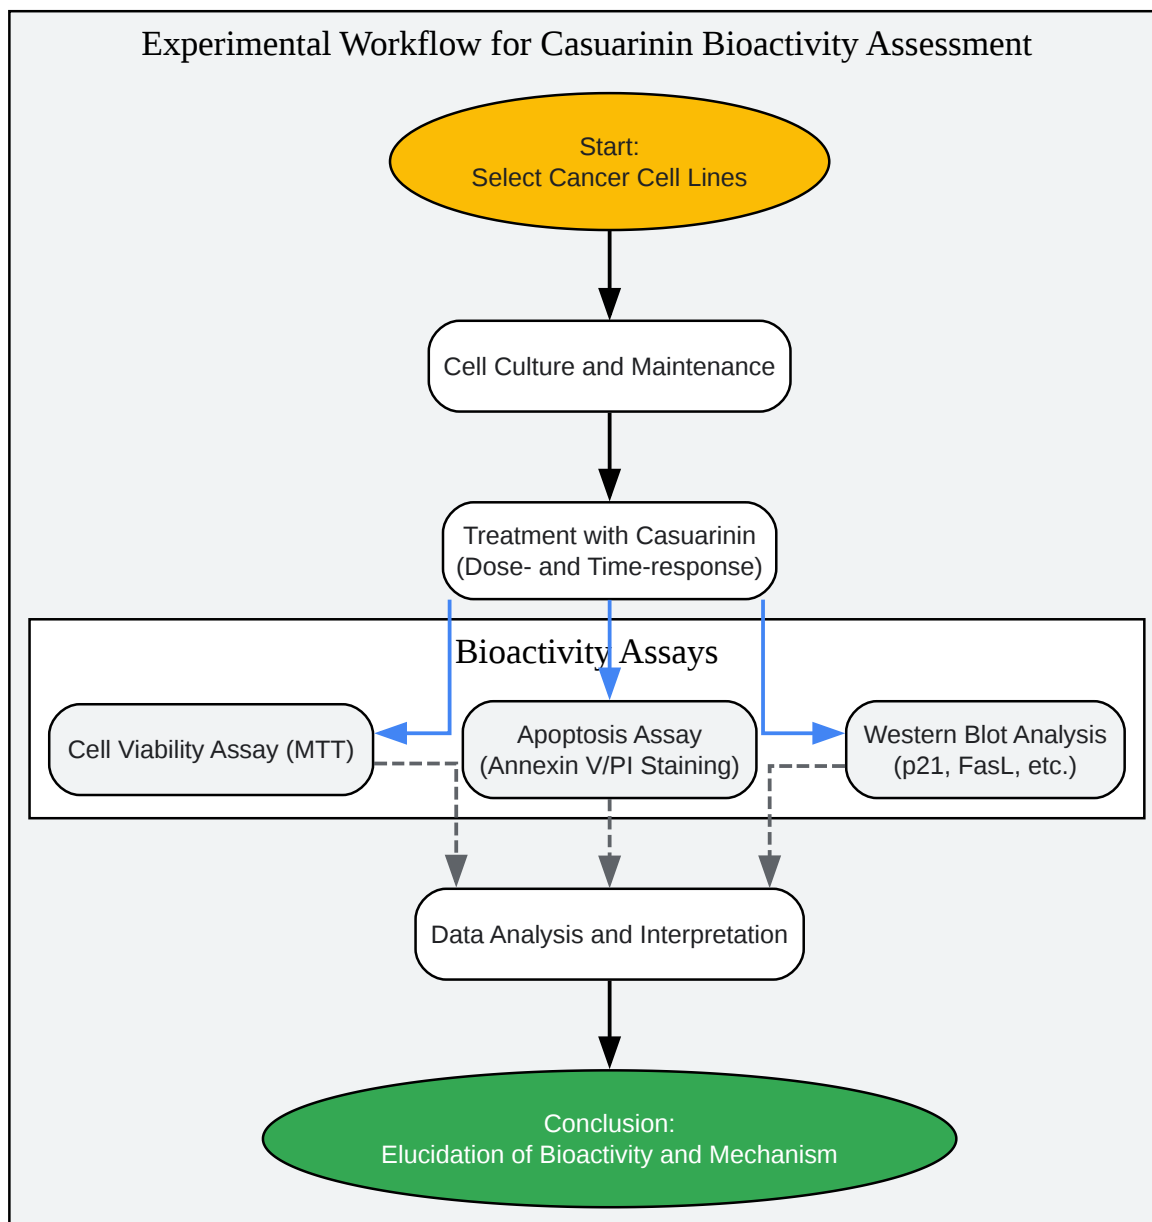 Experimental Workflow for Casuarinin Bioactivity Assessment
Start:
Select Cancer Cell Lines
Cell Culture and Maintenance
Treatment with Casuarinin
(Dose- and Time-response)
Bioactivity Assays
Cell Viability Assay (MTT)
Apoptosis Assay
(Annexin V/PI Staining)
Western Blot Analysis
(p21, FasL, etc.)
Data Analysis and Interpretation
Conclusion:
Elucidation of Bioactivity and Mechanism